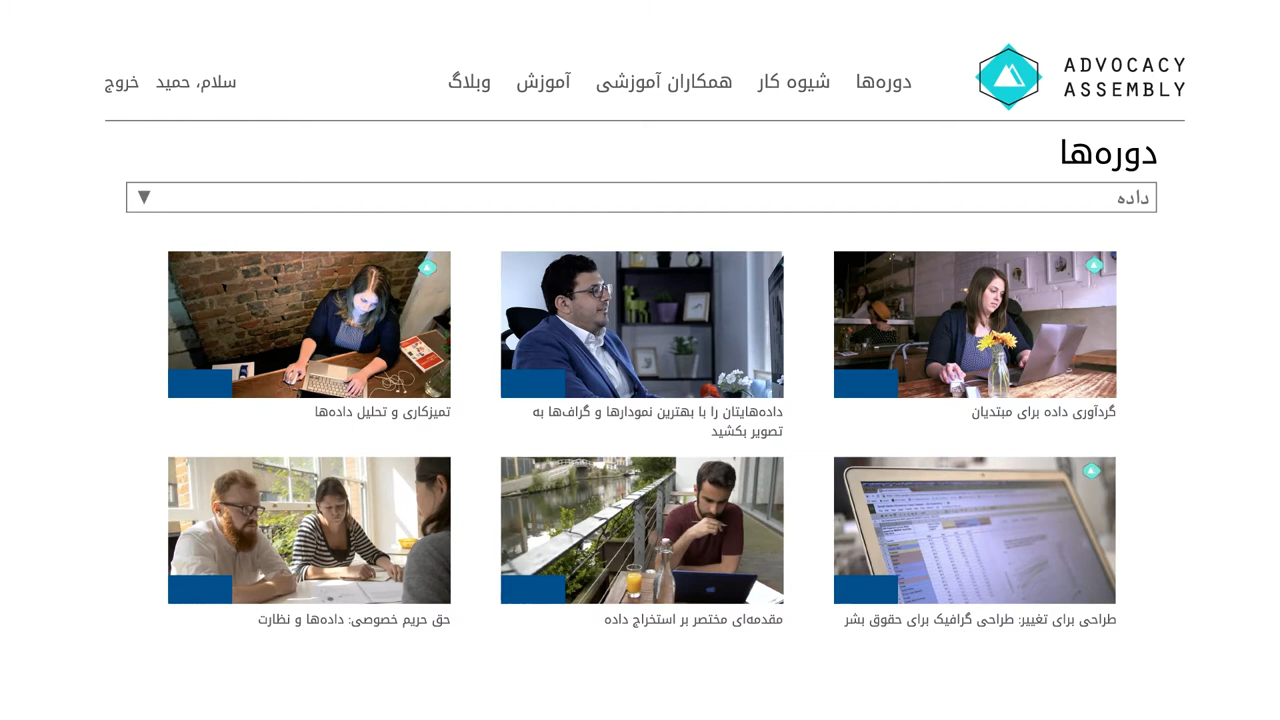 ADVOCACY
ASSEMBLY
دوره‌ها
شیوه کار
همکاران آموزشی
آموزش
وبلاگ
سلام، حمید
خروج
دوره‌ها
داده
گردآوری داده برای مبتدیان
داده‌هایتان را با بهترین نمودارها و گراف‌ها به
تصویر بکشید
تمیزکاری و تحلیل داده‌ها
طراحی برای تغییر: طراحی گرافیک برای حقوق بشر
مقدمه‌ای مختصر بر استخراج داده
حق حریم خصوصی: داده‌ها و نظارت